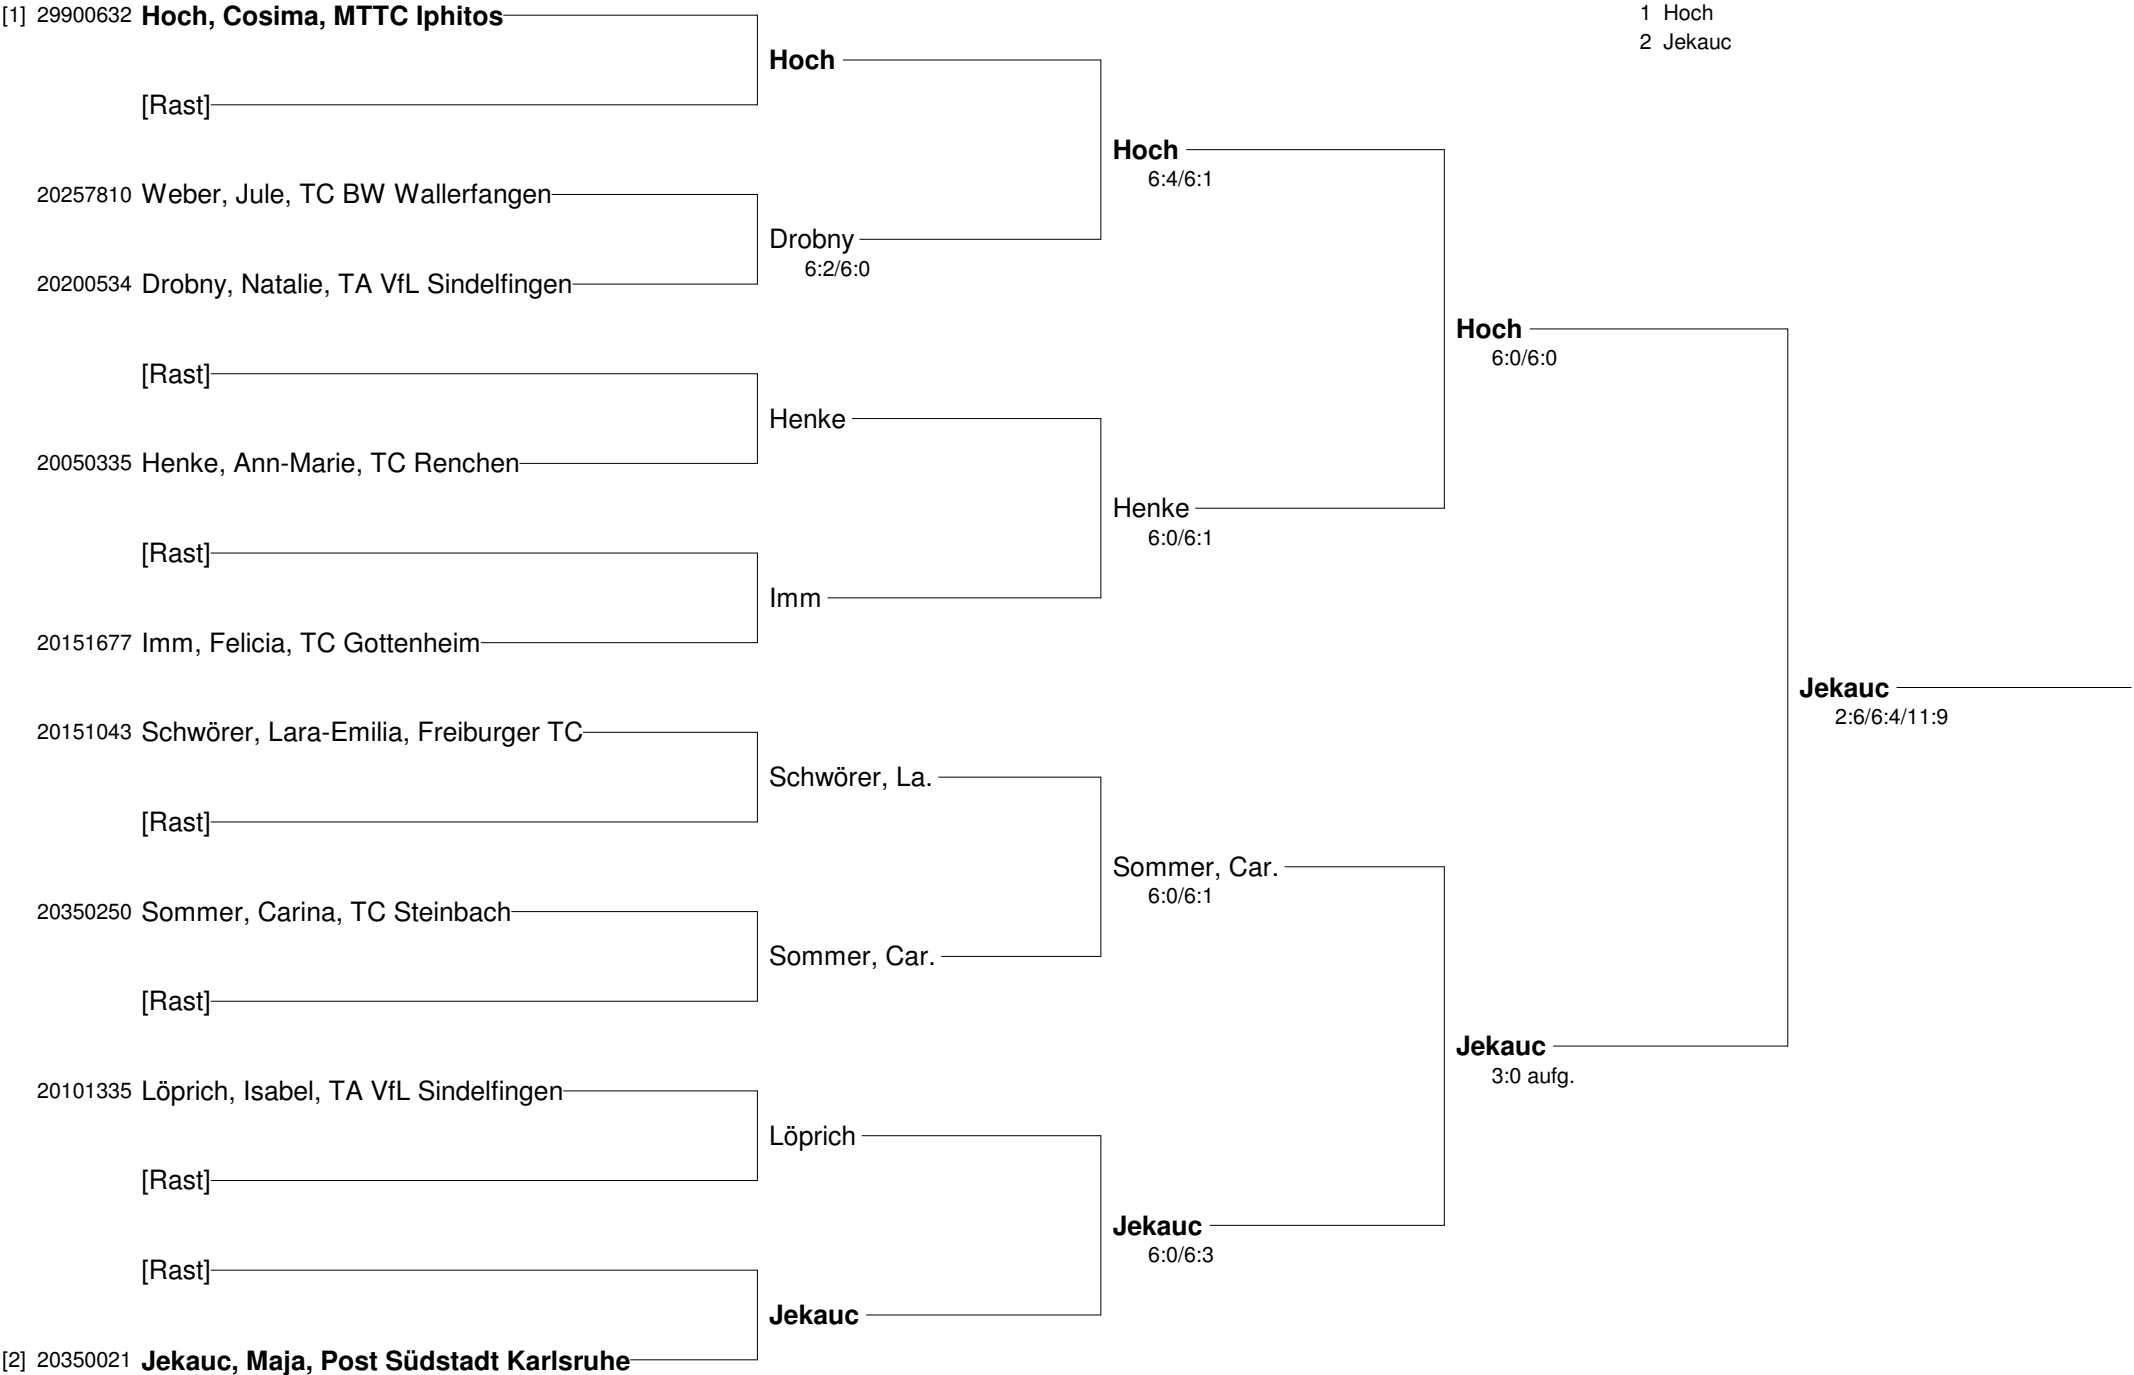 [1] 29900632 Hoch, Cosima, MTTC Iphitos
[Rast]
20257810 Weber, Jule, TC BW Wallerfangen
20200534 Drobny, Natalie, TA VfL Sindelfingen
[Rast]
20050335 Henke, Ann-Marie, TC Renchen
[Rast]
20151677 Imm, Felicia, TC Gottenheim
20151043 Schwörer, Lara-Emilia, Freiburger TC
[Rast]
20350250 Sommer, Carina, TC Steinbach
[Rast]
20101335 Löprich, Isabel, TA VfL Sindelfingen
[Rast]
[Rast]
[2] 20350021 Jekauc, Maja, Post Südstadt Karlsruhe
Hoch
Drobny
6:2/6:0
Henke
Imm
Schwörer, La.
Sommer, Car.
Löprich
Jekauc
Hoch
6:4/6:1
Henke
6:0/6:1
Sommer, Car.
6:0/6:1
Jekauc
6:0/6:3
Hoch
6:0/6:0
Jekauc
3:0 aufg.
Jekauc
2:6/6:4/11:9
1 Hoch
2 Jekauc